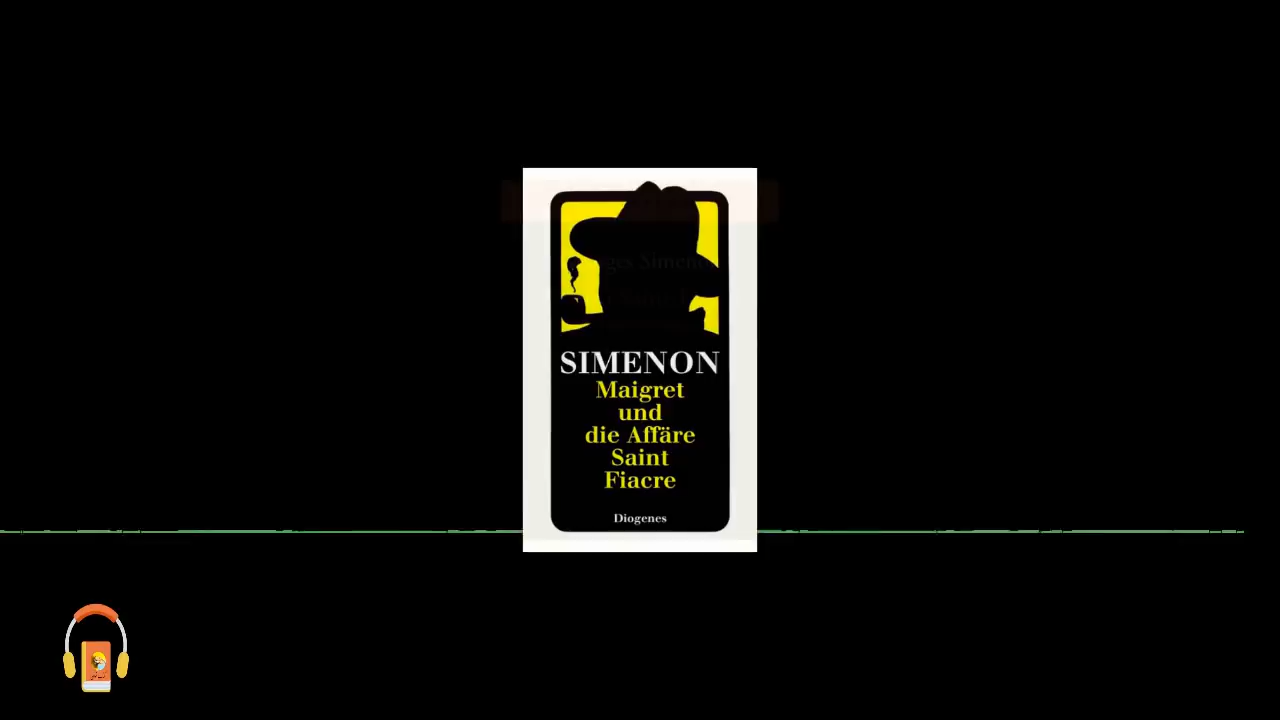 SIMENON
Maigret
und
die Affäre
Saint
Fiacre
Diogenes